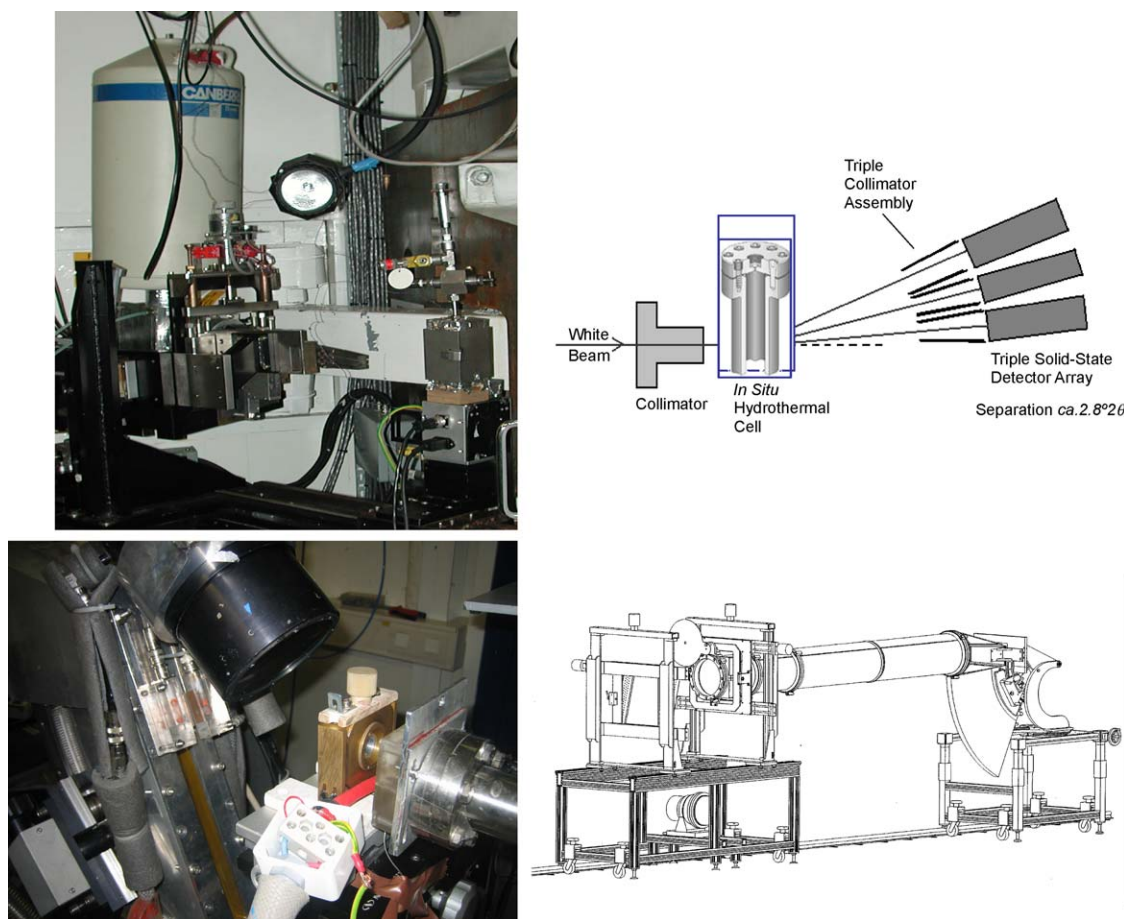 CANBERRA
Triple
Collimator
Assembly
White
Beam
Collimator
In Situ
Hydrothermal
Cell
Triple Solid-State
Detector Array
Separation ca.2.8º2θ